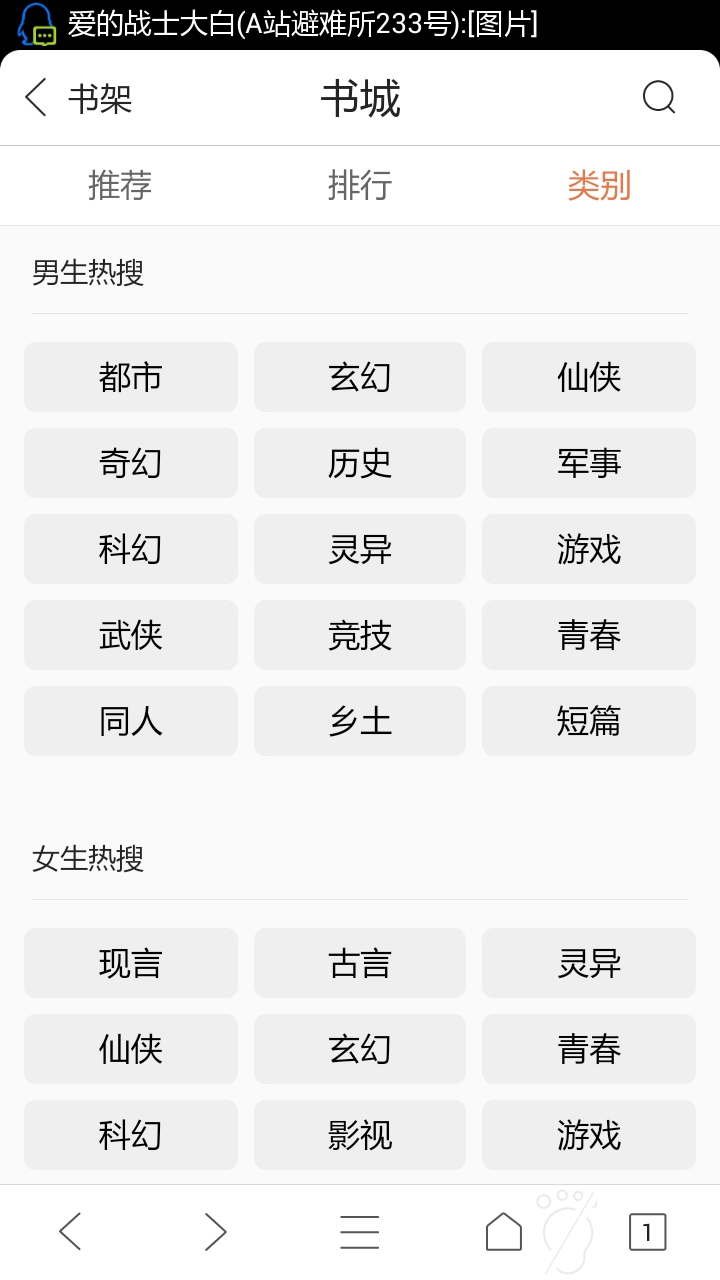 爱的战士大白(A站避难所233号):[图片]
书架 书城
推荐 排行 类别
男生热搜
都市 玄幻 仙侠
奇幻 历史 军事
科幻 灵异 游戏
武侠 竞技 青春
同人 乡土 短篇
女生热搜
现言 古言 灵异
仙侠 玄幻 青春
科幻 影视 游戏
1